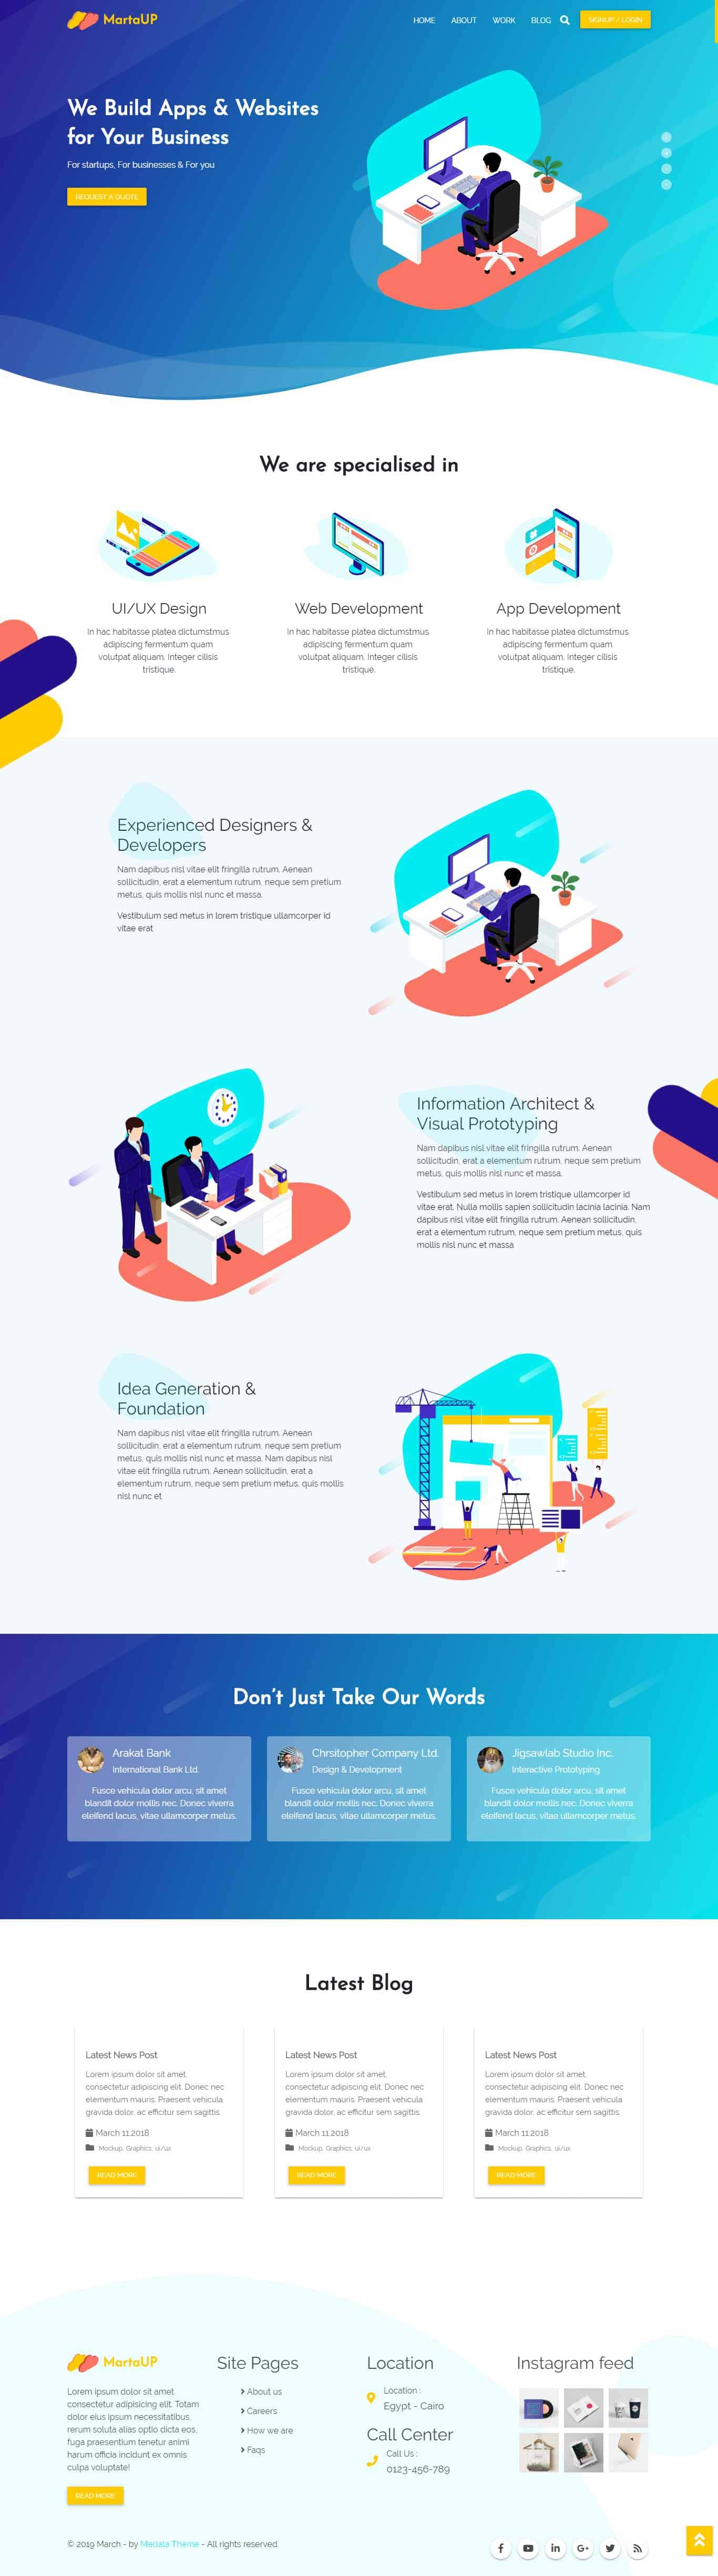 MartaUP
HOME ABOUT WORK BLOG SIGNUP / LOGIN
We Build Apps & Websites
for Your Business
For startups, For businesses & For you
REQUEST A QUOTE
We are specialised in
UI/UX Design
In hac habitasse platea dictumstmus
adipiscing fermentum quam
volutpat aliquam. Integer cilisis
tristique.
Web Development
In hac habitasse platea dictumstmus
adipiscing fermentum quam
volutpat aliquam. Integer cilisis
tristique.
App Development
In hac habitasse platea dictumstmus
adipiscing fermentum quam
volutpat aliquam. Integer cilisis
tristique.
Experienced Designers &
Developers
Nam dapibus nisl vitae elit fringilla rutrum. Aenean
sollicitudin, erat a elementum rutrum, neque sem pretium
metus, quis mollis nisl nunc et massa.
Vestibulum sed metus in lorem tristique ullamcorper id
vitae erat
Information Architect &
Visual Prototyping
Nam dapibus nisl vitae elit fringilla rutrum. Aenean
sollicitudin, erat a elementum rutrum, neque sem pretium
metus, quis mollis nisl nunc et massa.
Vestibulum sed metus in lorem tristique ullamcorper id
vitae erat. Nulla mollis sapien sollicitudin lacinia lacinia. Nam
dapibus nisl vitae elit fringilla rutrum. Aenean sollicitudin,
erat a elementum rutrum, neque sem pretium metus, quis
mollis nisl nunc et massa
Idea Generation &
Foundation
Nam dapibus nisl vitae elit fringilla rutrum. Aenean
sollicitudin, erat a elementum rutrum, neque sem pretium
metus, quis mollis nisl nunc et massa. Nam dapibus nisl
vitae elit fringilla rutrum. Aenean sollicitudin, erat a
elementum rutrum, neque sem pretium metus, quis mollis
nisl nunc et
Don't Just Take Our Words
Arakat Bank
International Bank Ltd.
Fusce vehicula dolor arcu, sit amet
blandit dolor mollis nec. Donec viverra
eleifend lacus, vitae ullamcorper metus.
Chrsitopher Company Ltd.
Design & Development
Fusce vehicula dolor arcu, sit amet
blandit dolor mollis nec. Donec viverra
eleifend lacus, vitae ullamcorper metus.
Jigsawlab Studio Inc.
Interactive Prototyping
Fusce vehicula dolor arcu, sit amet
blandit dolor mollis nec. Donec viverra
eleifend lacus, vitae ullamcorper metus.
Latest Blog
Latest News Post
Lorem ipsum dolor sit amet,
consectetur adipiscing elit. Donec nec
elementum mauris. Praesent vehicula
gravida dolor, ac efficitur sem sagittis.
March 11,2018
Mockup, Graphics, ui/ux
READ MORE
Latest News Post
Lorem ipsum dolor sit amet,
consectetur adipiscing elit. Donec nec
elementum mauris. Praesent vehicula
gravida dolor, ac efficitur sem sagittis.
March 11,2018
Mockup, Graphics, ui/ux
READ MORE
Latest News Post
Lorem ipsum dolor sit amet,
consectetur adipiscing elit. Donec nec
elementum mauris. Praesent vehicula
gravida dolor, ac efficitur sem sagittis.
March 11,2018
Mockup, Graphics, ui/ux
READ MORE
MartaUP
Lorem ipsum dolor sit amet
consectetur adipisicing elit. Totam
dolor eius ipsum necessitatibus,
rerum soluta alias optio dicta eos,
fuga praesentium tenetur animi
harum officia incidunt ex omnis
culpa voluptate!
READ MORE
Site Pages
About us
Careers
How we are
Faqs
Location
Location :
Egypt - Cairo
Call Center
Call Us :
0123-456-789
Instagram feed
© 2019 March - by Medala Theme - All rights reserved